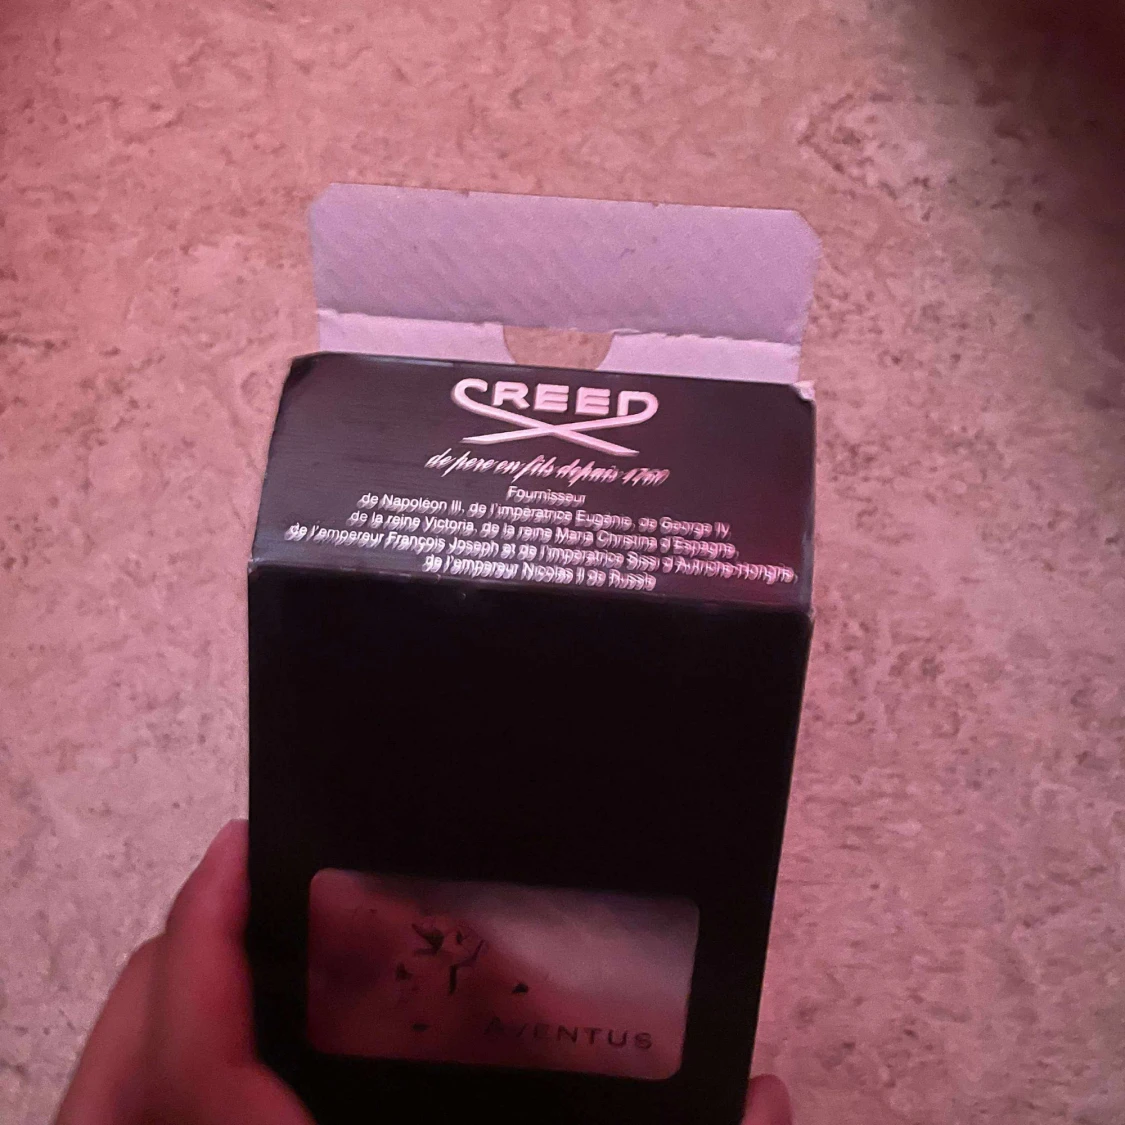 CREED
de pere en fils depuis 1760
Fournisseur
de Napoléon III, de l'impératrice Eugénie, de George IV,
de la reine Victoria, de la reine Maria Christina d'Espagne,
de l'empereur François Joseph et de l'impératrice Sissi d'Autriche-Hongrie,
de l'empereur Nicolas II de Russie
AVENTUS